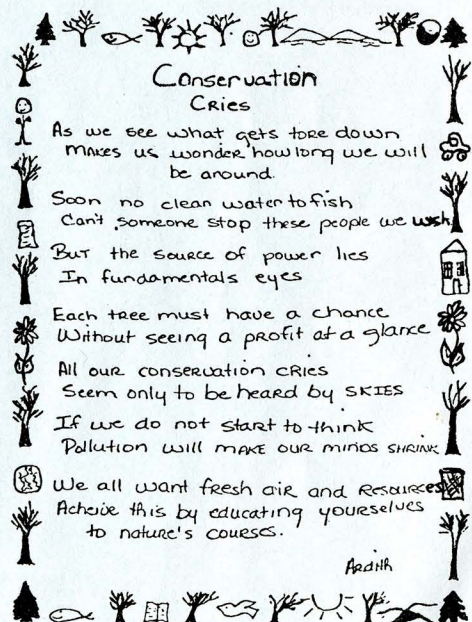 Conservation
Cries
As we see what gets tore down
makes us wonder how long we will
be around.
Soon no clean water to fish
Can't someone stop these people we wish
But the source of power lies
In fundamentals eyes
Each tree must have a chance
Without seeing a profit at a glance
All our conservation cries
Seem only to be heard by SKIES
If we do not start to think
Pollution will make our minds SHRINK
We all want fresh air and Resources
Acheive this by educating yourselves
to nature's courses.
Ardith